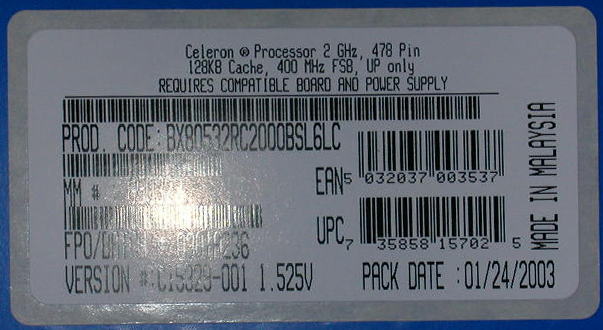 Celeron ® Processor 2 GHz, 478 Pin
128KB Cache, 400 MHz FSB, UP only
REQUIRES COMPATIBLE BOARD AND POWER SUPPLY
PROD. CODE: BX80532RC2000BSL6LC
MM #
EAN 5 032037 003537
UPC 7 35858 15702 5
FPO/ 236
VERSION #: -001 1.525V
PACK DATE :01/24/2003
MADE IN MALAYSIA